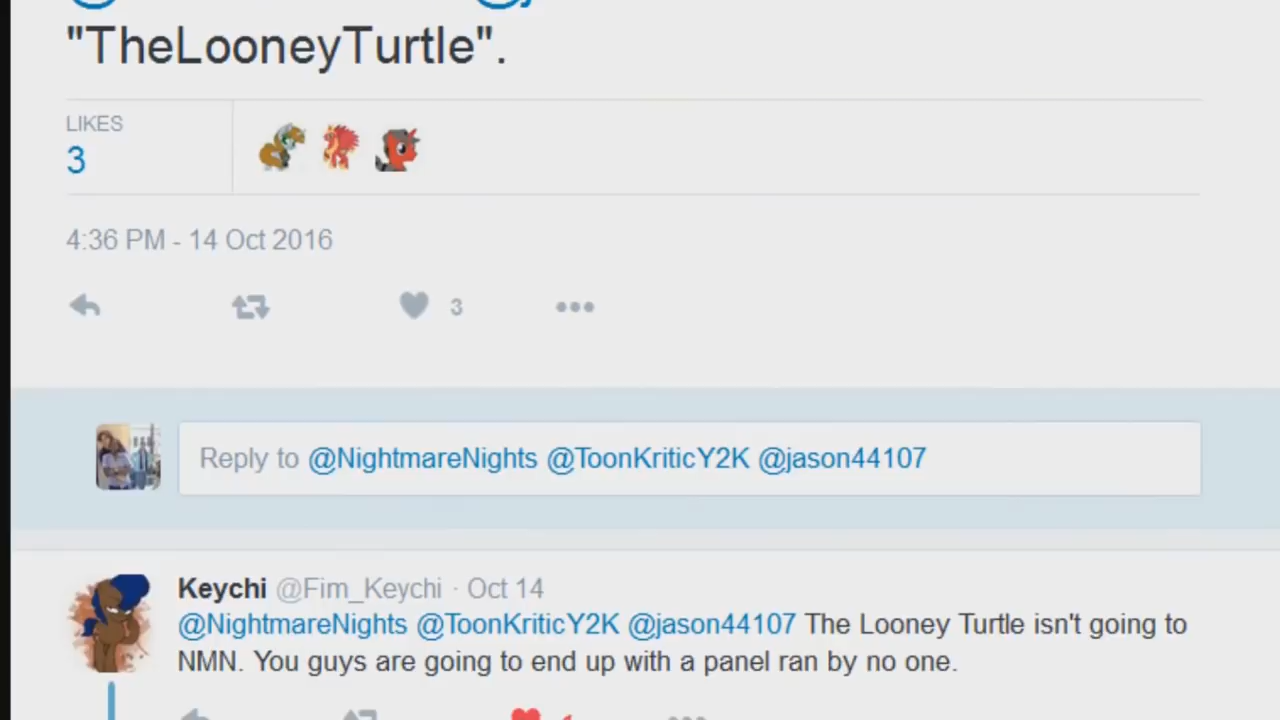 "TheLooneyTurtle".
LIKES
3
4:36 PM - 14 Oct 2016
3
Reply to @NightmareNights @ToonKriticY2K @jason44107
Keychi @Fim_Keychi · Oct 14
@NightmareNights @ToonKriticY2K @jason44107 The Looney Turtle isn't going to
NMN. You guys are going to end up with a panel ran by no one.